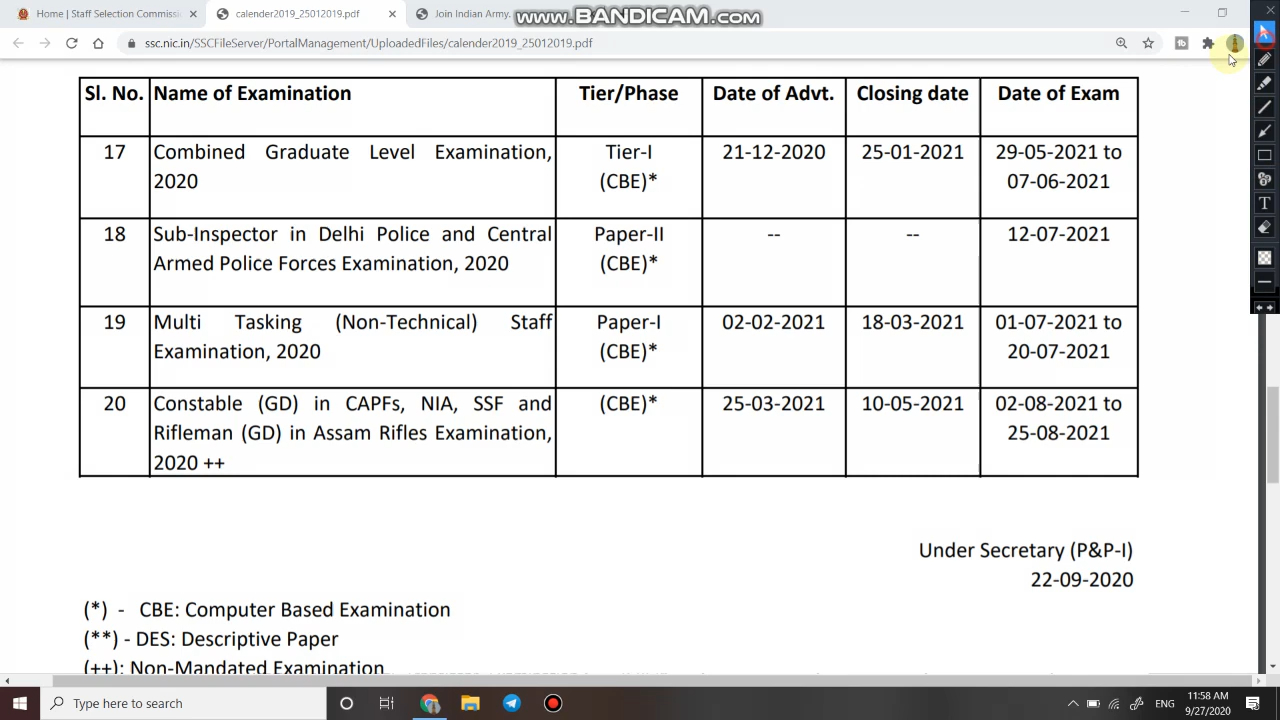 Home | Staff Selection Commissi
calender2019_25012019.pdf
Join Indian Army.
www.BANDICAM.com
ssc.nic.in/SSCFileServer/PortalManagement/UploadedFiles/calender2019_25012019.pdf
Sl. No. Name of Examination Tier/Phase Date of Advt. Closing date Date of Exam
17 Combined Graduate Level Examination, Tier-I 21-12-2020 25-01-2021 29-05-2021 to
2020 (CBE)* 07-06-2021
18 Sub-Inspector in Delhi Police and Central Paper-II -- -- 12-07-2021
Armed Police Forces Examination, 2020 (CBE)*
19 Multi Tasking (Non-Technical) Staff Paper-I 02-02-2021 18-03-2021 01-07-2021 to
Examination, 2020 (CBE)* 20-07-2021
20 Constable (GD) in CAPFs, NIA, SSF and (CBE)* 25-03-2021 10-05-2021 02-08-2021 to
Rifleman (GD) in Assam Rifles Examination, 25-08-2021
2020 ++
Under Secretary (P&P-I)
22-09-2020
(*) - CBE: Computer Based Examination
(**) - DES: Descriptive Paper
(++): Non-Mandated Examination
Type here to search
ENG
11:58 AM
9/27/2020